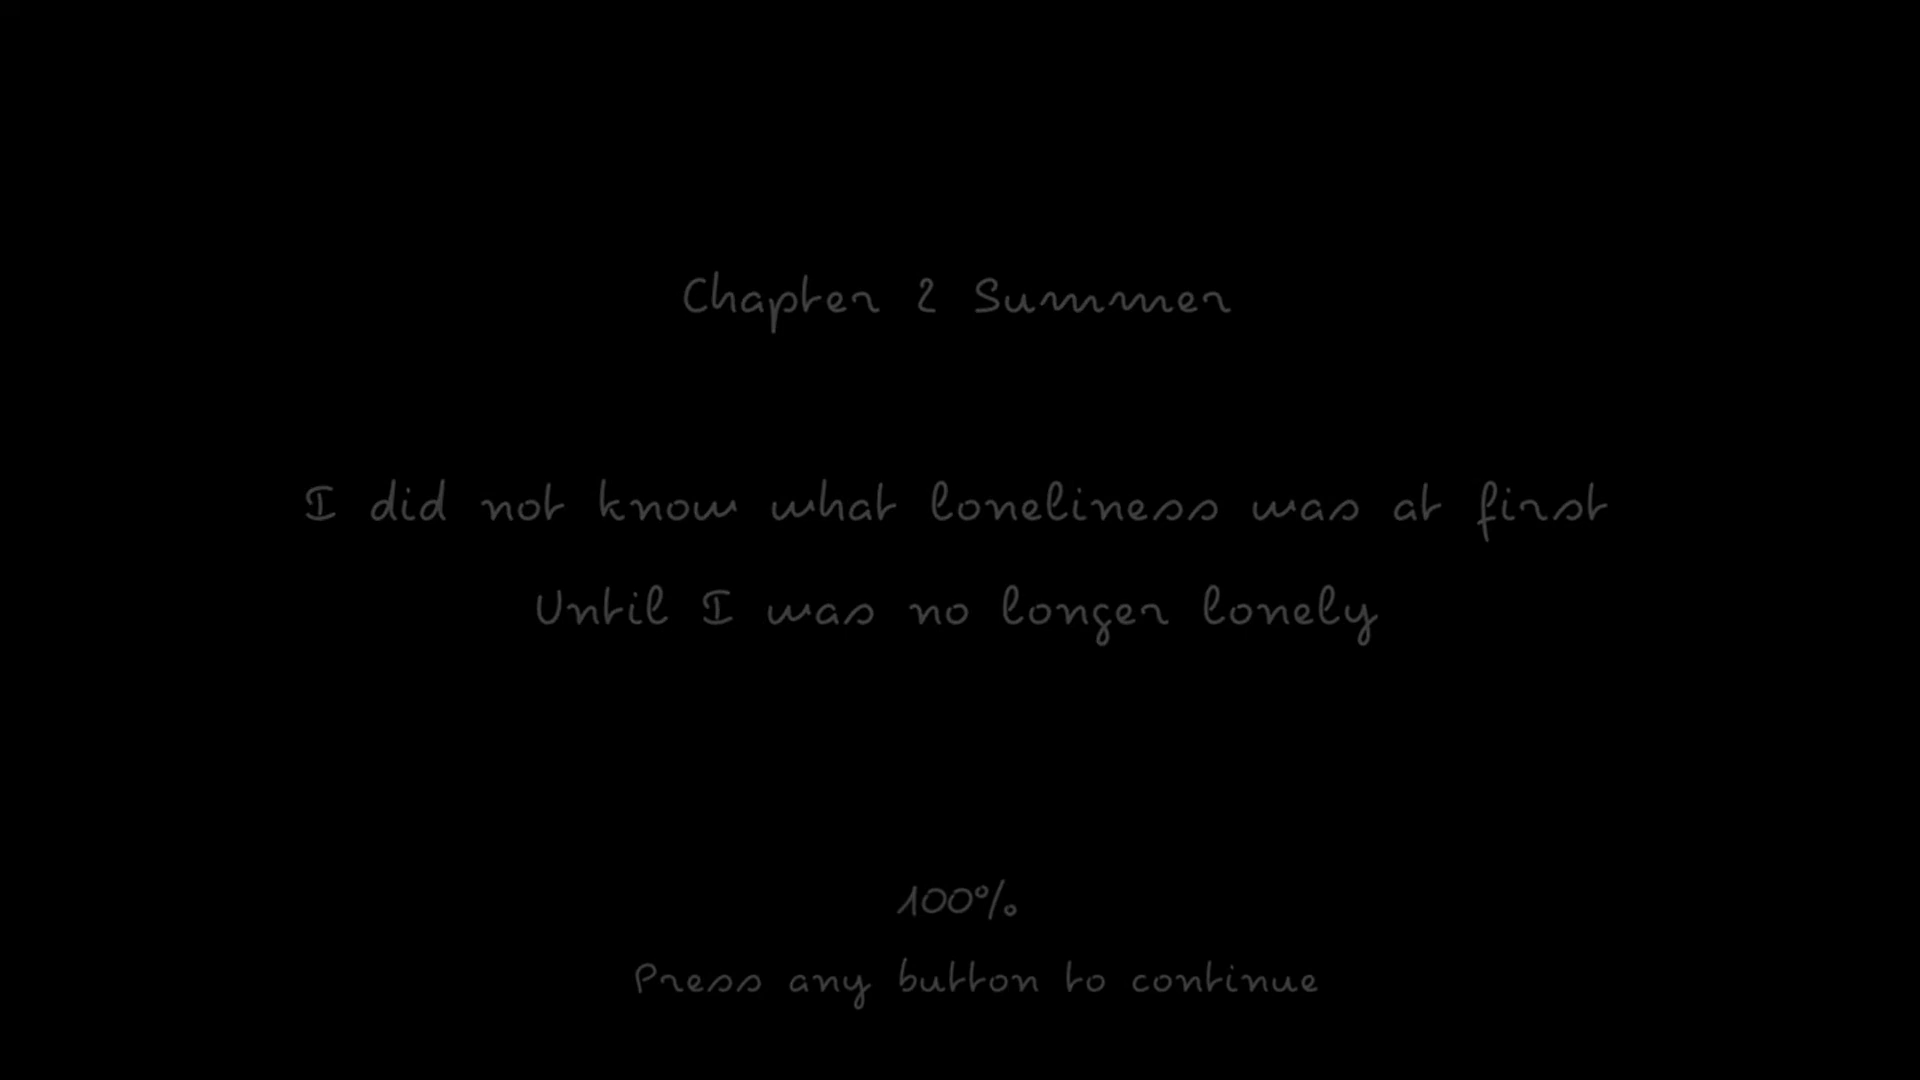 Chapter 2 Summer
I did not know what loneliness was at first
Until I was no longer lonely
100%
Press any button to continue